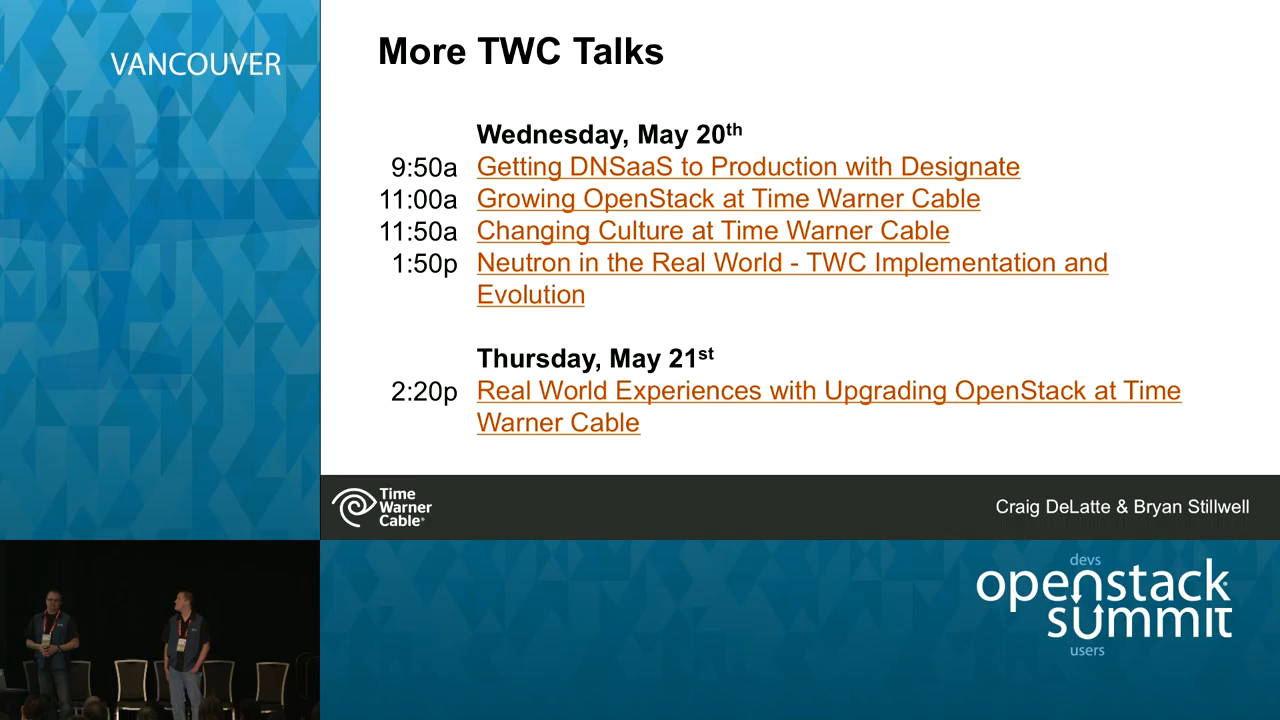 VANCOUVER
More TWC Talks
Wednesday, May 20th
9:50a Getting DNSaaS to Production with Designate
11:00a Growing OpenStack at Time Warner Cable
11:50a Changing Culture at Time Warner Cable
1:50p Neutron in the Real World - TWC Implementation and
Evolution
Thursday, May 21st
2:20p Real World Experiences with Upgrading OpenStack at Time
Warner Cable
Time
Warner
Cable
Craig DeLatte & Bryan Stillwell
devs
openstack
summit
users